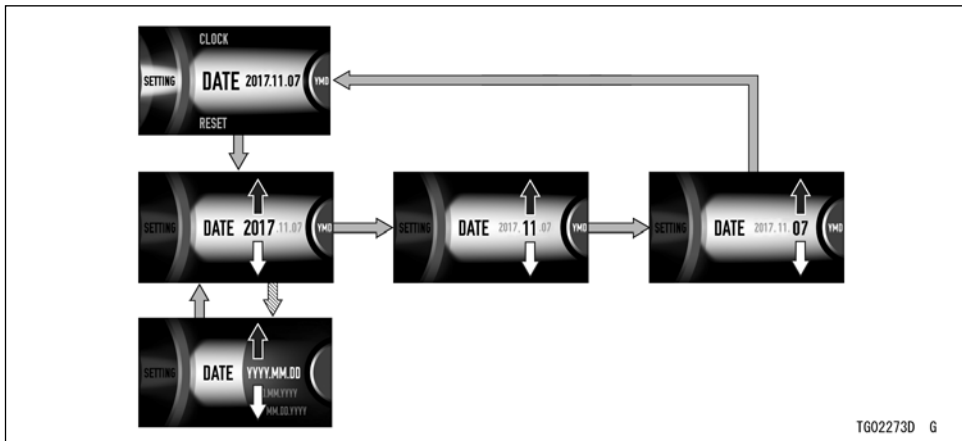 CLOCK
SETTING DATE 2017.11.07 YMD
RESET
SETTING DATE 2017.11.07 YMD
SETTING DATE 2017.11.07 YMD
SETTING DATE 2017.11.07 YMD
SETTING DATE YYYY.MM.DD
.MM.YYYY
MM.DD.YYYY
TG02273D G